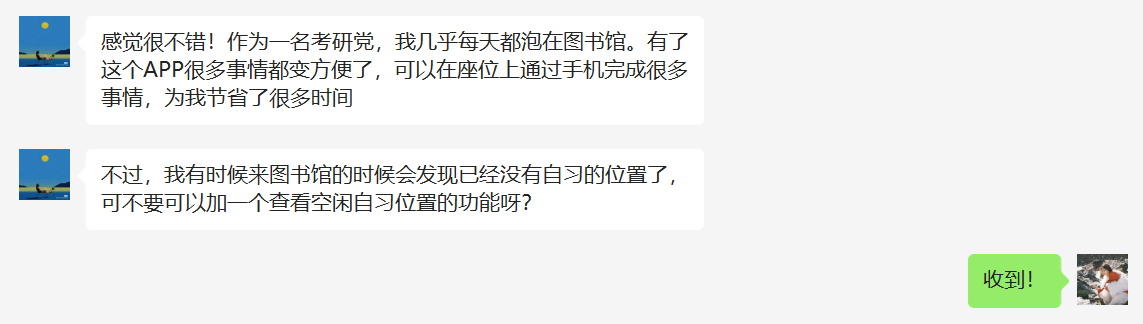 感觉很不错！作为一名考研党，我几乎每天都泡在图书馆。有了
这个APP很多事情都变方便了，可以在座位上通过手机完成很多
事情，为我节省了很多时间
不过，我有时候来图书馆的时候会发现已经没有自习的位置了，
可不要可以加一个查看空闲自习位置的功能呀？
收到！